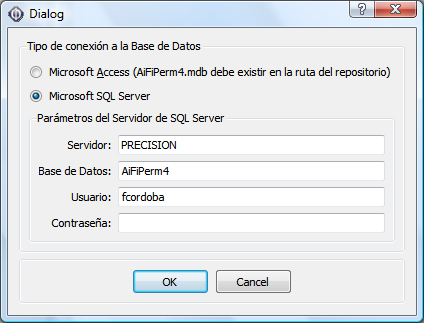 Dialog
?
Tipo de conexión a la Base de Datos
Microsoft Access (AiFiPerm4.mdb debe existir en la ruta del repositorio)
Microsoft SQL Server
Parámetros del Servidor de SQL Server
Servidor: PRECISION
Base de Datos: AiFiPerm4
Usuario: fcordoba
Contraseña:
OK Cancel